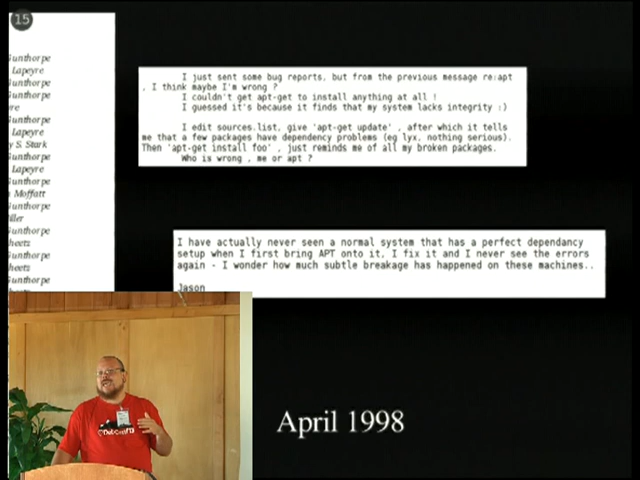 15
Gunthorpe
Lapeyre
Gunthorpe
Gunthorpe
Gunthorpe
Lapeyre
y S. Stark
Gunthorpe
Lapeyre
Gunthorpe
Moffatt
Gunthorpe
Gunthorpe
Gunthorpe
I just sent some bug reports, but from the previous message re:apt
, I think maybe I'm wrong ?
I couldn't get apt-get to install anything at all !
I guessed it's because it finds that my system lacks integrity :)
I edit sources.list, give 'apt-get update' , after which it tells
me that a few packages have dependency problems (eg lyx, nothing serious).
Then 'apt-get install foo' , just reminds me of all my broken packages.
Who is wrong , me or apt ?
I have actually never seen a normal system that has a perfect dependancy
setup when I first bring APT onto it, I fix it and I never see the errors
again - I wonder how much subtle breakage has happened on these machines..
Jason
April 1998